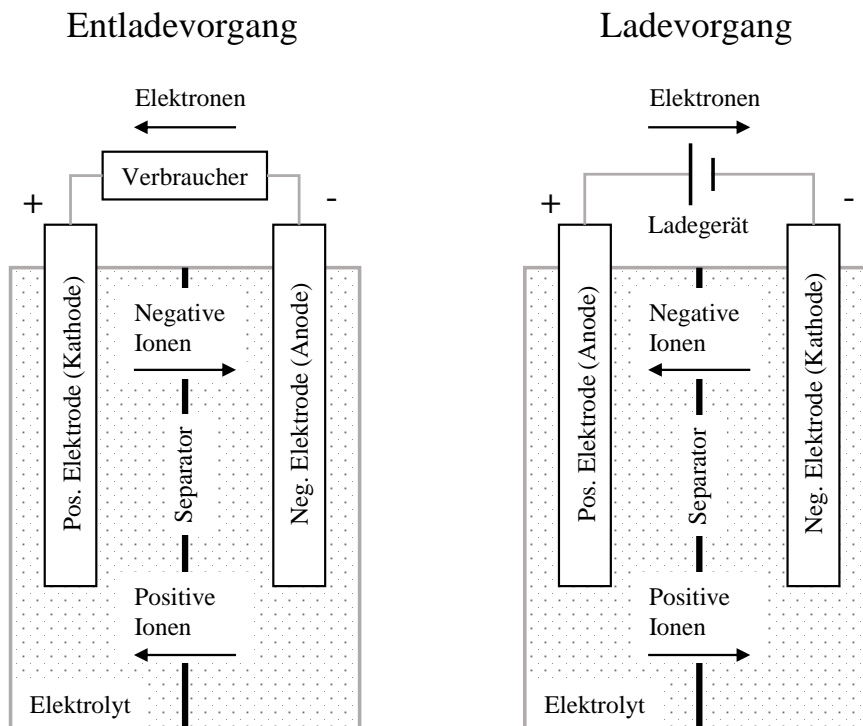 Entladevorgang
Elektronen
Verbraucher
+
-
Pos. Elektrode (Kathode)
Negative
Ionen
Separator
Neg. Elektrode (Anode)
Positive
Ionen
Elektrolyt
Ladevorgang
Elektronen
+
-
Ladegerät
Pos. Elektrode (Anode)
Negative
Ionen
Separator
Neg. Elektrode (Kathode)
Positive
Ionen
Elektrolyt